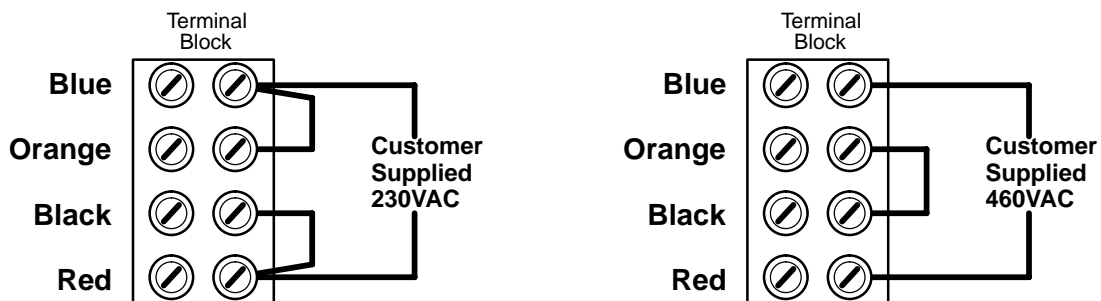 Terminal
Block
Blue
Orange
Black
Red
Customer
Supplied
230VAC
Terminal
Block
Blue
Orange
Black
Red
Customer
Supplied
460VAC